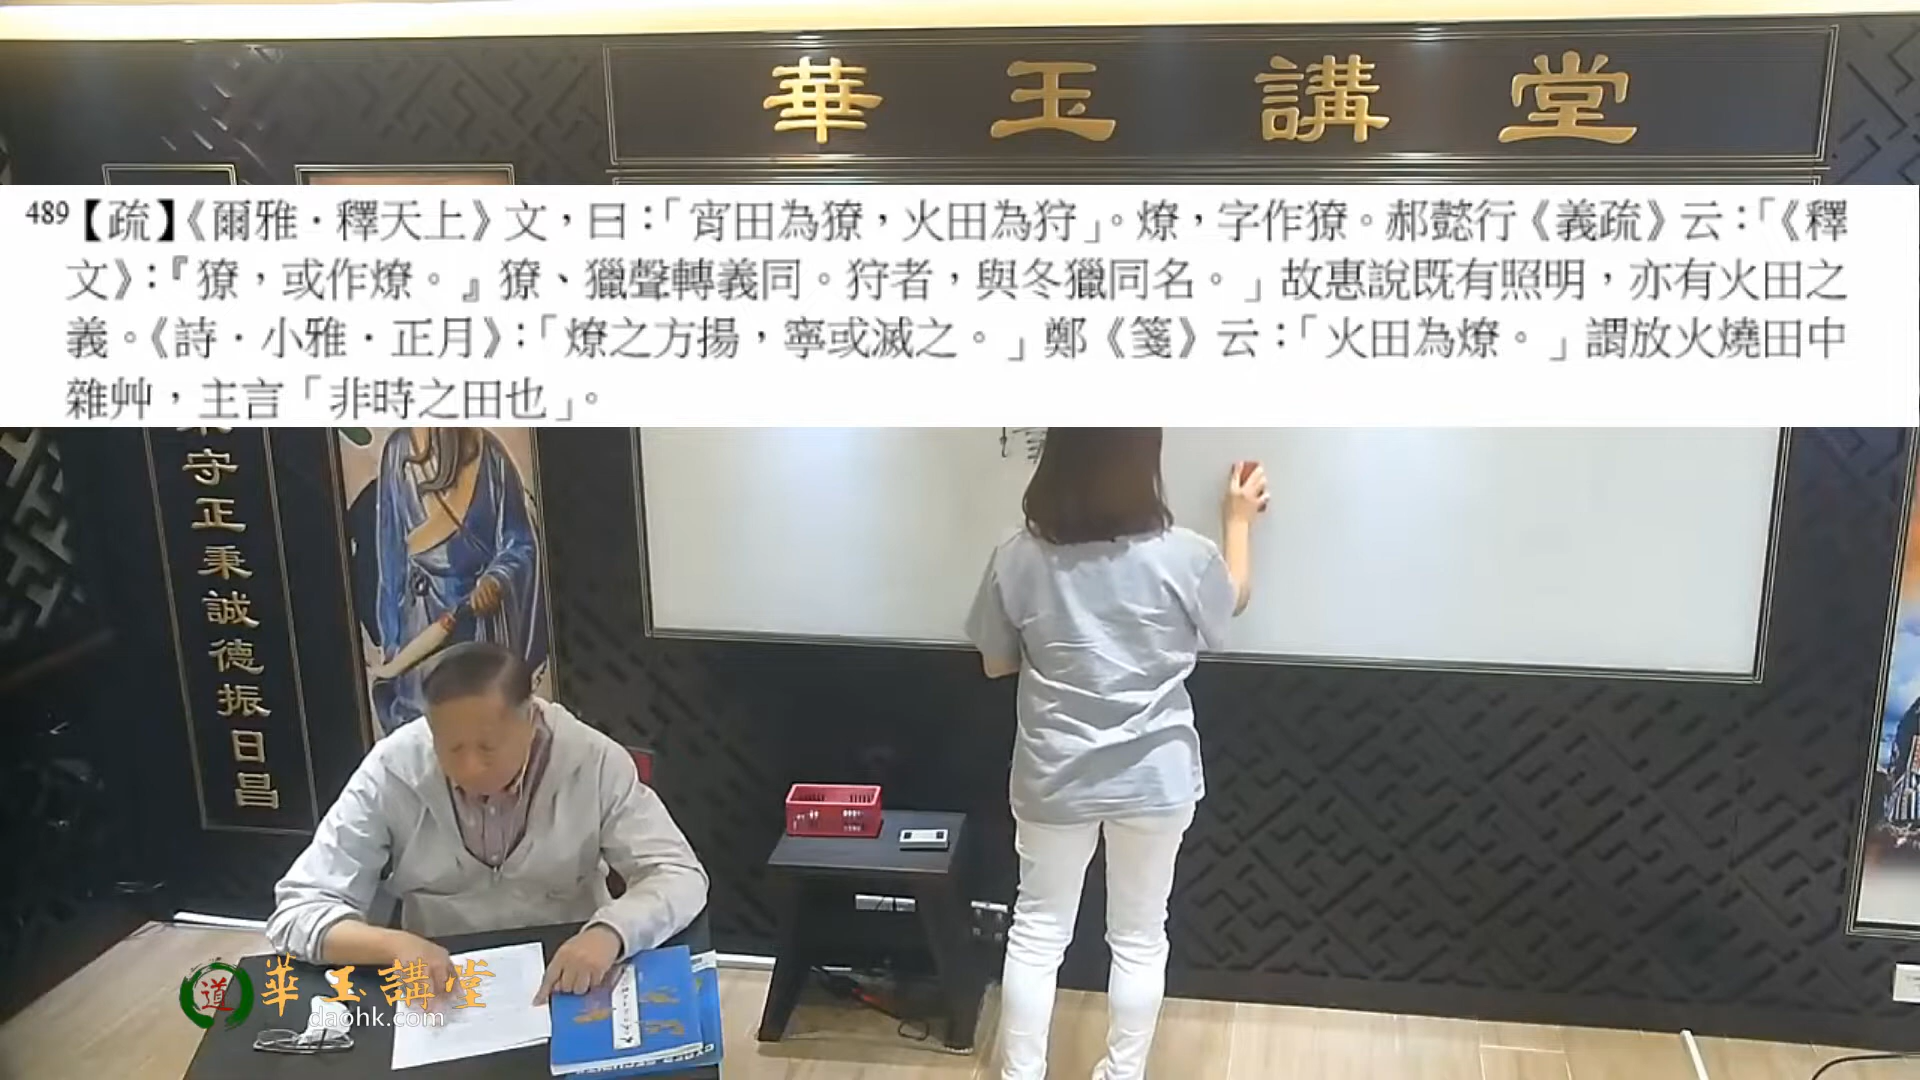 華玉講堂
489【疏】《爾雅·釋天上》文，曰：「宵田為獠，火田為狩」。燎，字作獠。郝懿行《義疏》云：「《釋
文》：『獠，或作燎。』獠、獵聲轉義同。狩者，與冬獵同名。」故惠說既有照明，亦有火田之
義。《詩·小雅·正月》：「燎之方揚，寧或滅之。」鄭《箋》云：「火田為燎。」謂放火燒田中
雜艸，主言「非時之田也」。
守正秉誠德振日昌
道 華玉講堂
daohk.com